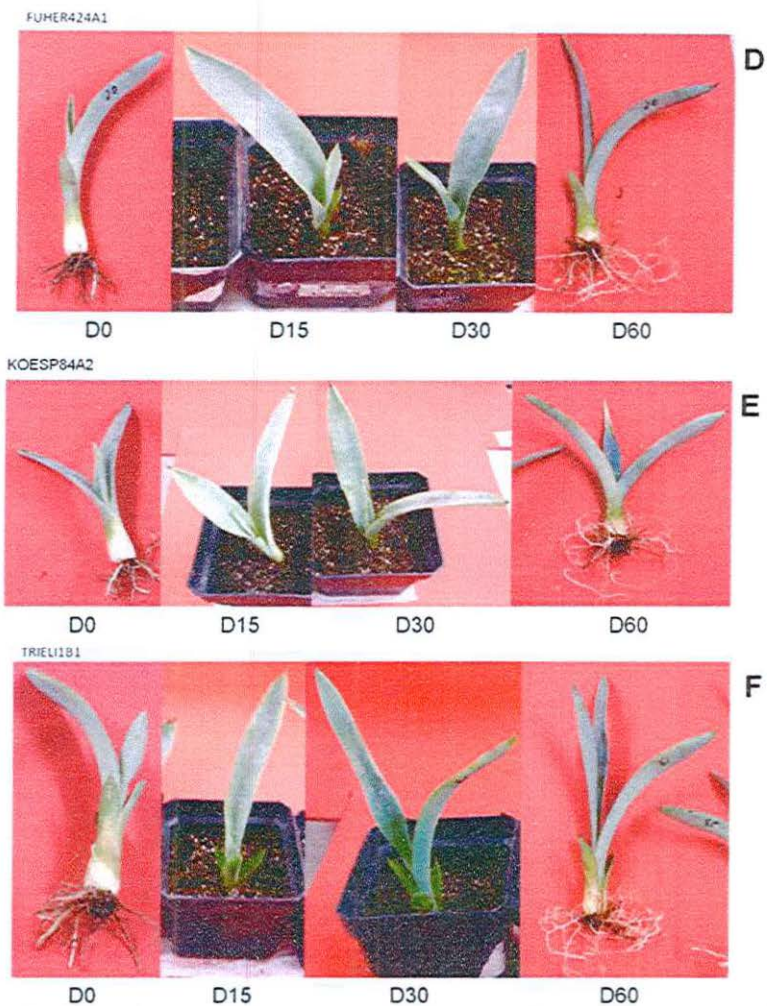 FUHER424A1
D
D0 D15 D30 D60
KOESP84A2
E
D0 D15 D30 D60
TRIELI1B1
F
D0 D15 D30 D60